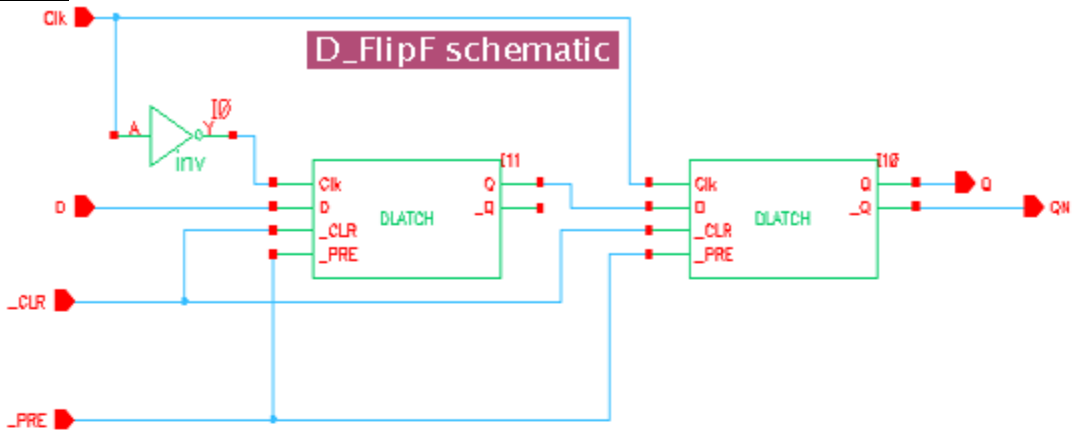 Clk
D_FlipF schematic
A
I0
Y
inv
I11
I10
Clk
Q
Clk
Q
Q
D
D
DLATCH
_Q
D
DLATCH
_Q
QN
_CLR
_CLR
_PRE
_PRE
_CLR
_PRE